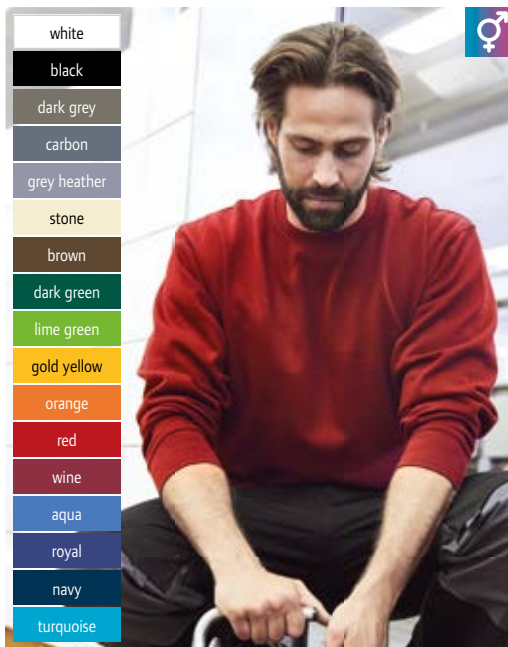 white
black
dark grey
carbon
grey heather
stone
brown
dark green
lime green
gold yellow
orange
red
wine
aqua
royal
navy
turquoise